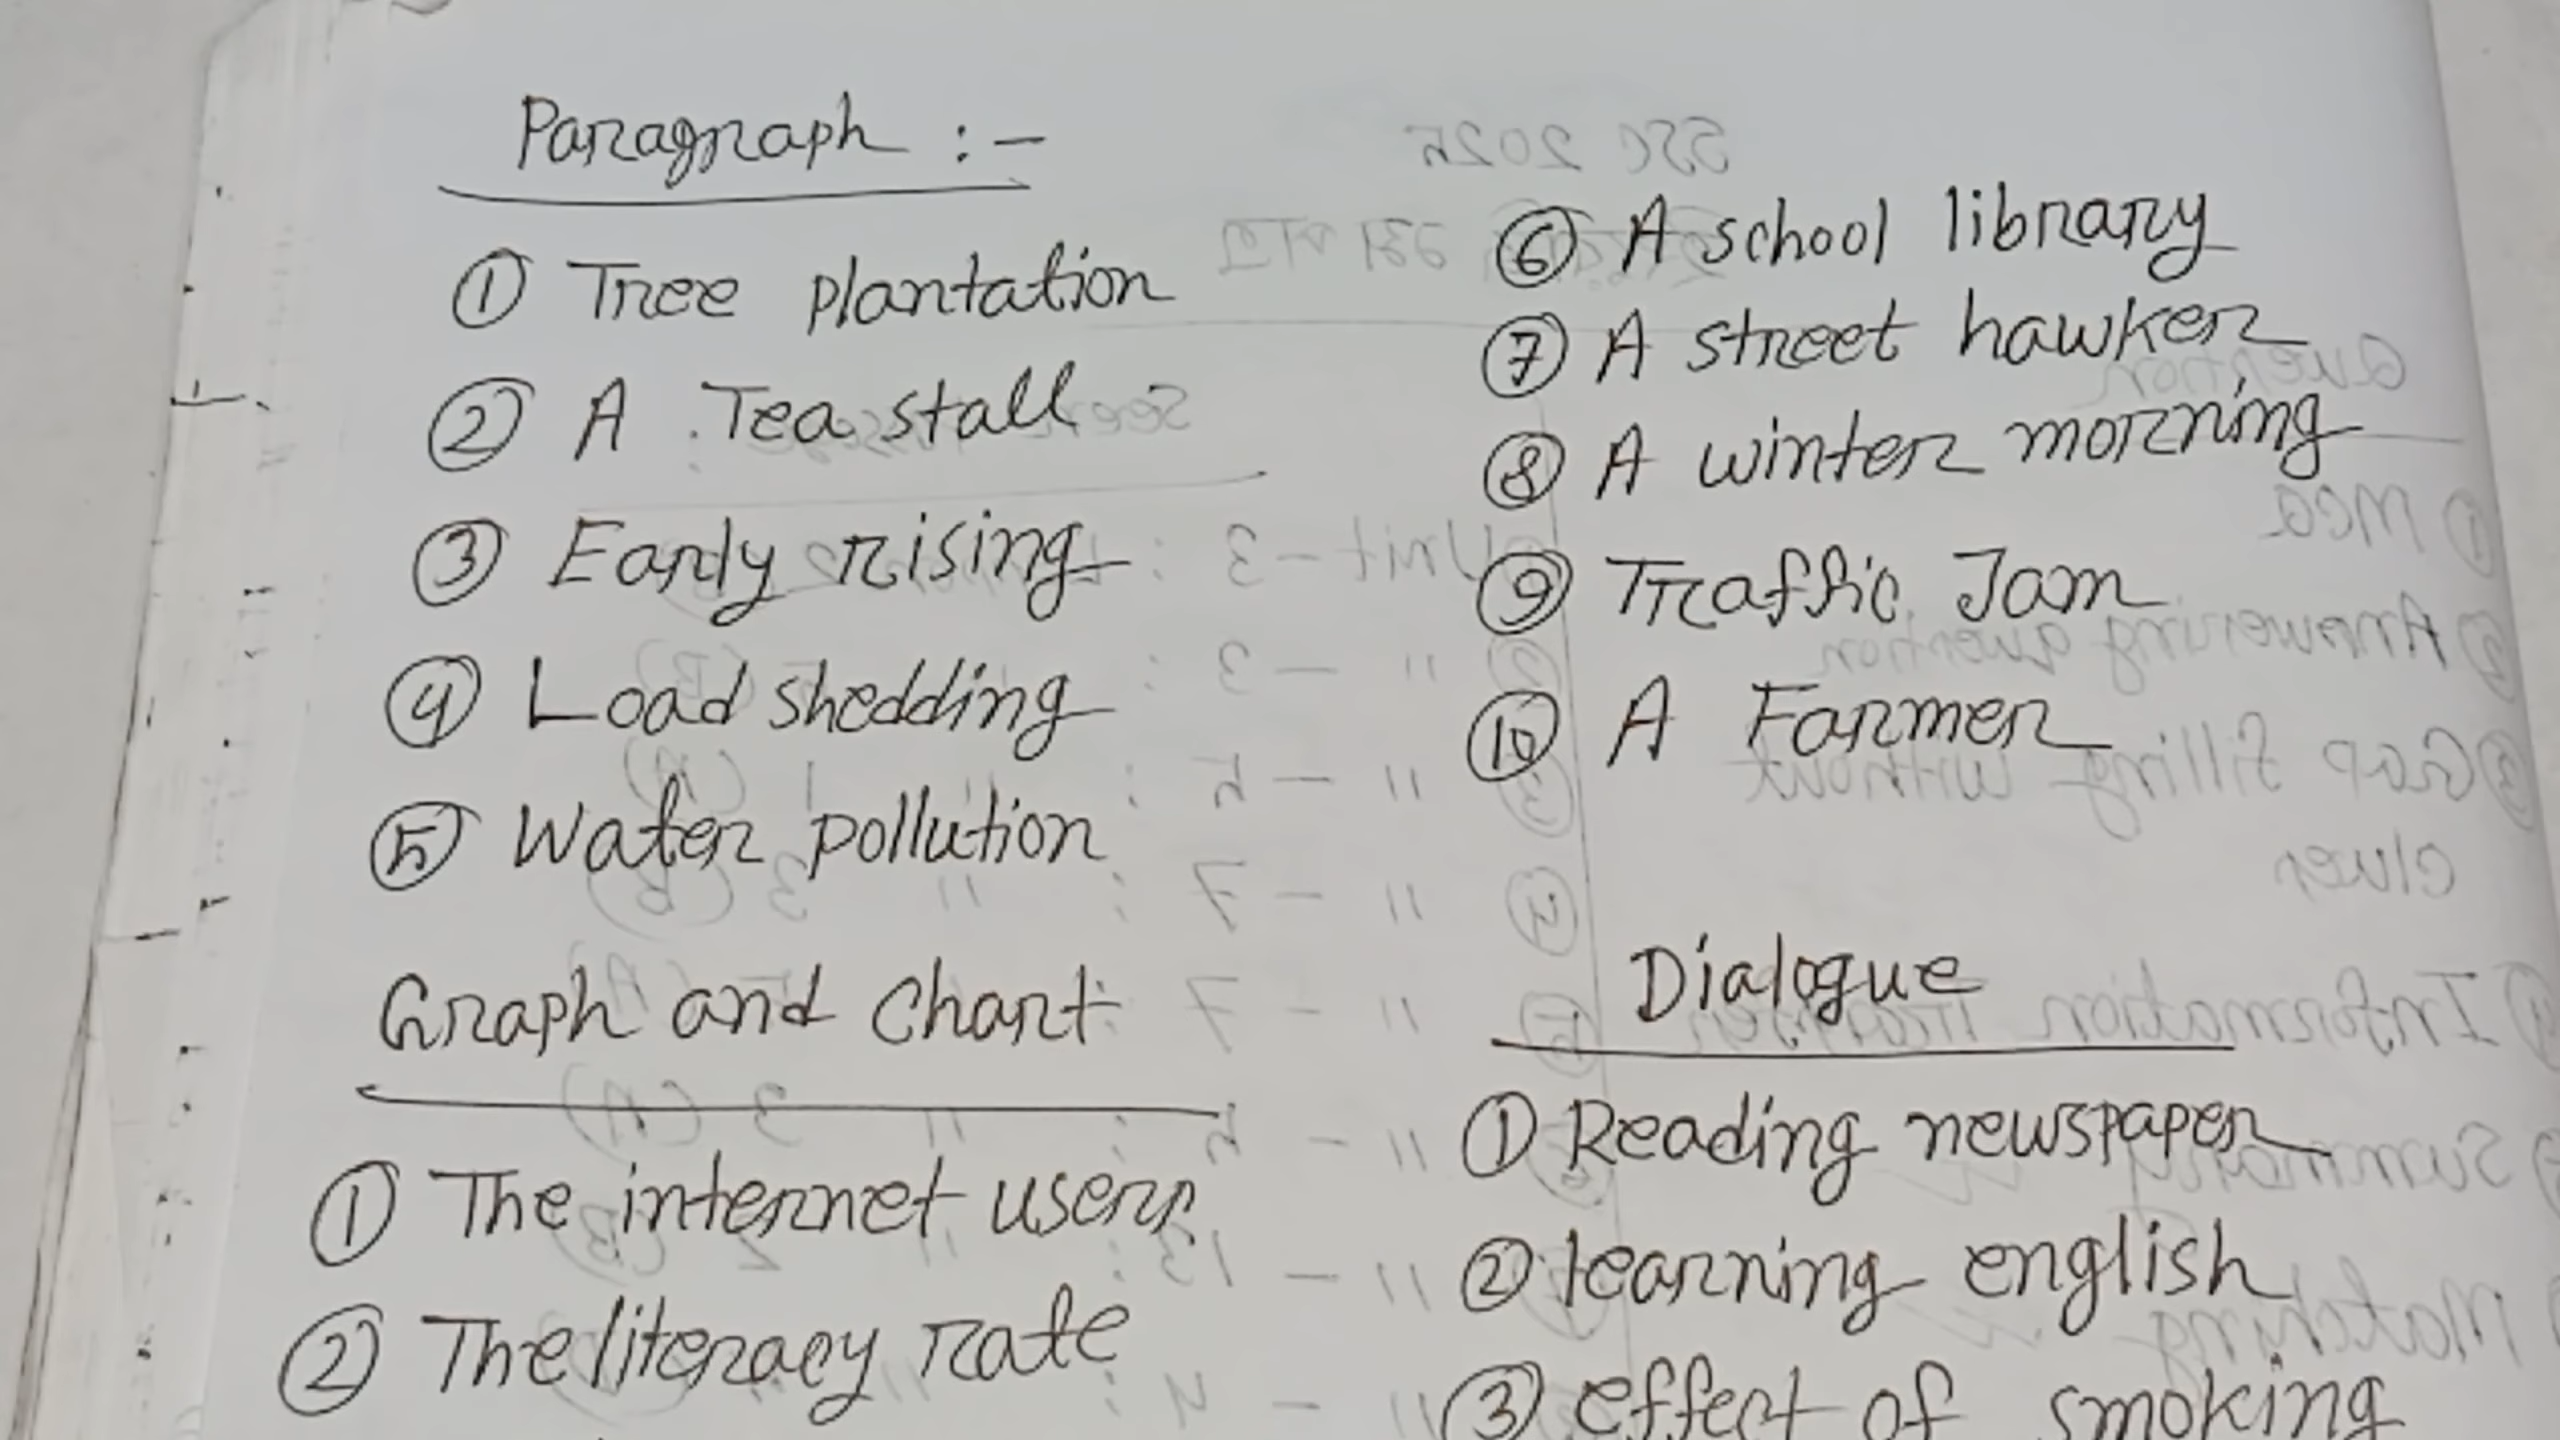 Paragraph :-
① Tree plantation
② A Tea stall
③ Early rising
④ Load shedding
⑤ Water pollution
⑥ A school library
⑦ A street hawker
⑧ A winter morning
⑨ Traffic Jam
⑩ A Farmer
Graph and Chart
① The internet users
② The literacy rate
Dialogue
① Reading newspaper
② learning english
③ effect of smoking